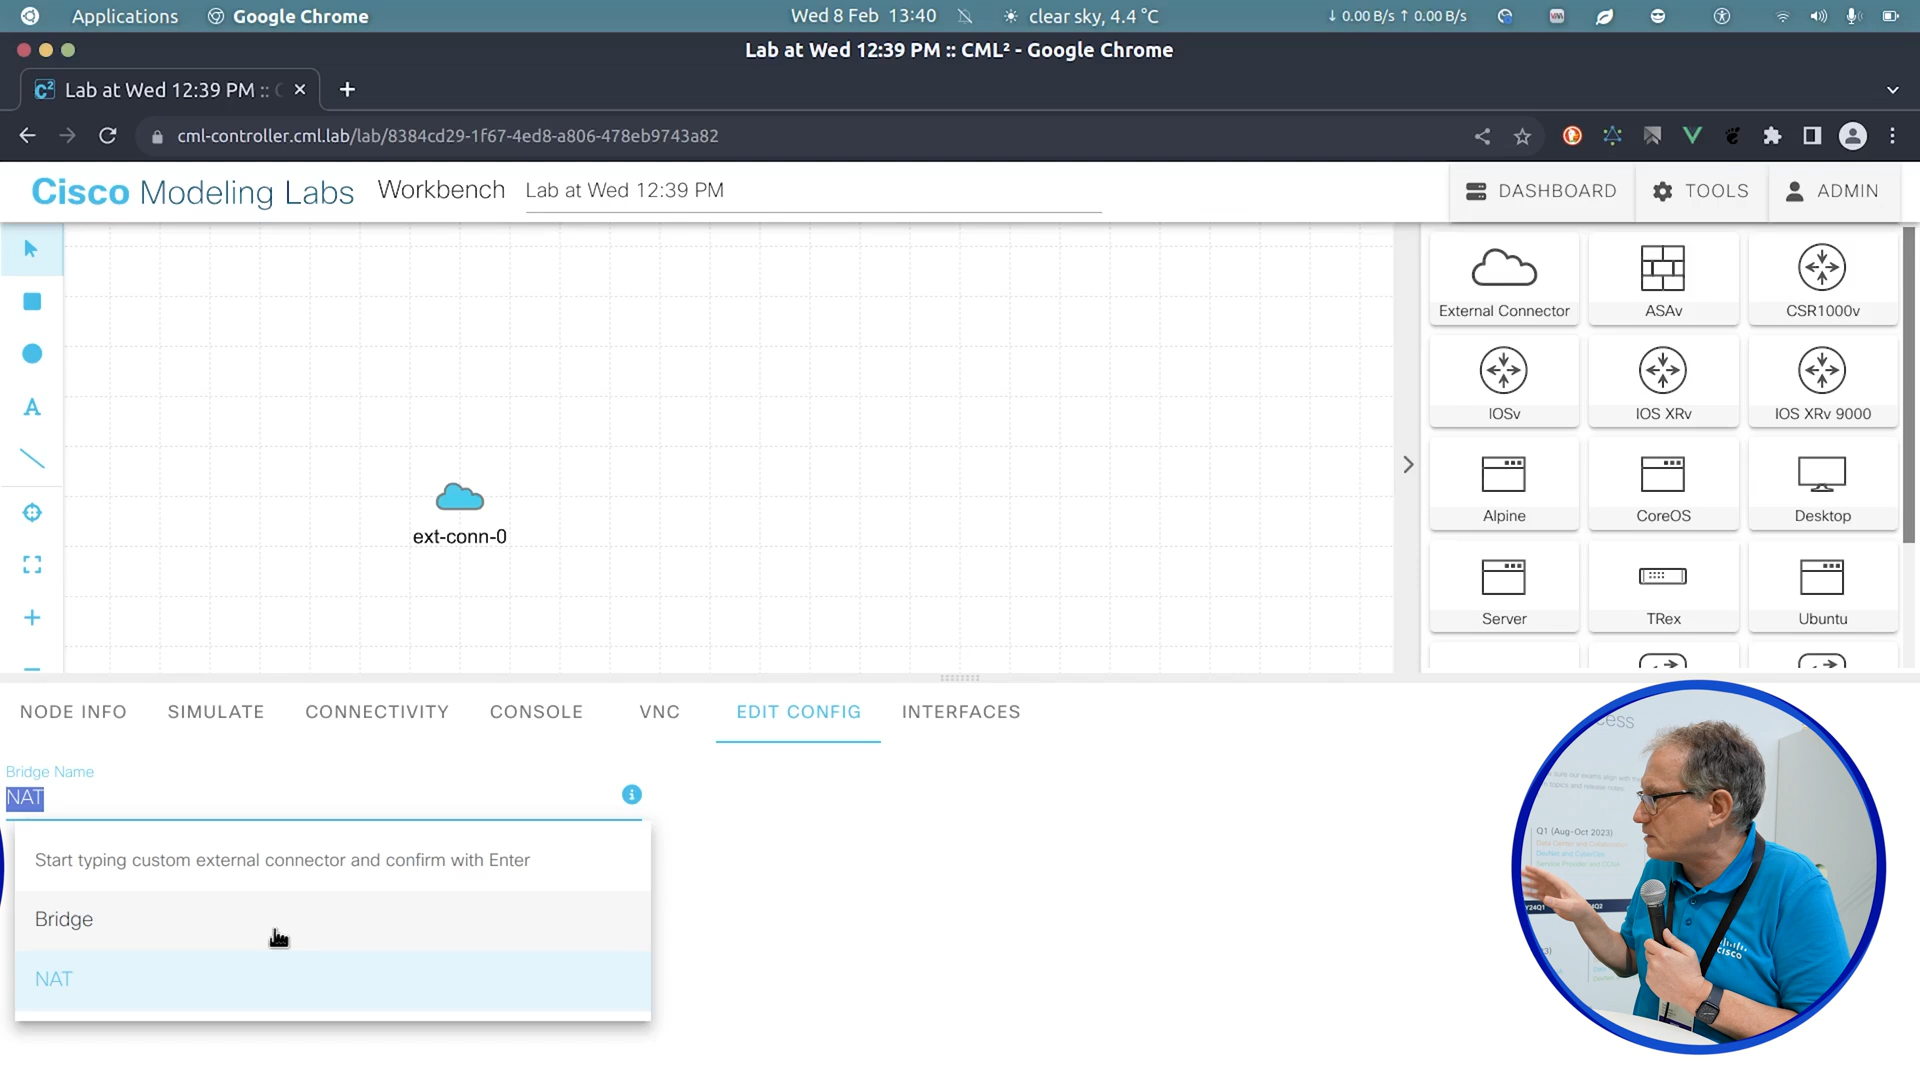 Applications Google Chrome Wed 8 Feb 13:40 clear sky, 4.4 °C ↓ 0.00 B/s ↑ 0.00 B/s
Lab at Wed 12:39 PM :: CML² - Google Chrome
Lab at Wed 12:39 PM ::
cml-controller.cml.lab/lab/8384cd29-1f67-4ed8-a806-478eb9743a82
Cisco Modeling Labs Workbench Lab at Wed 12:39 PM DASHBOARD TOOLS ADMIN
External Connector ASAv CSR1000v
IOSv IOS XRv IOS XRv 9000
Alpine CoreOS Desktop
ext-conn-0
Server TRex Ubuntu
NODE INFO SIMULATE CONNECTIVITY CONSOLE VNC EDIT CONFIG INTERFACES
Bridge Name
NAT
Start typing custom external connector and confirm with Enter
Bridge
NAT
Q1 (Aug-Oct 2023)
CISCO